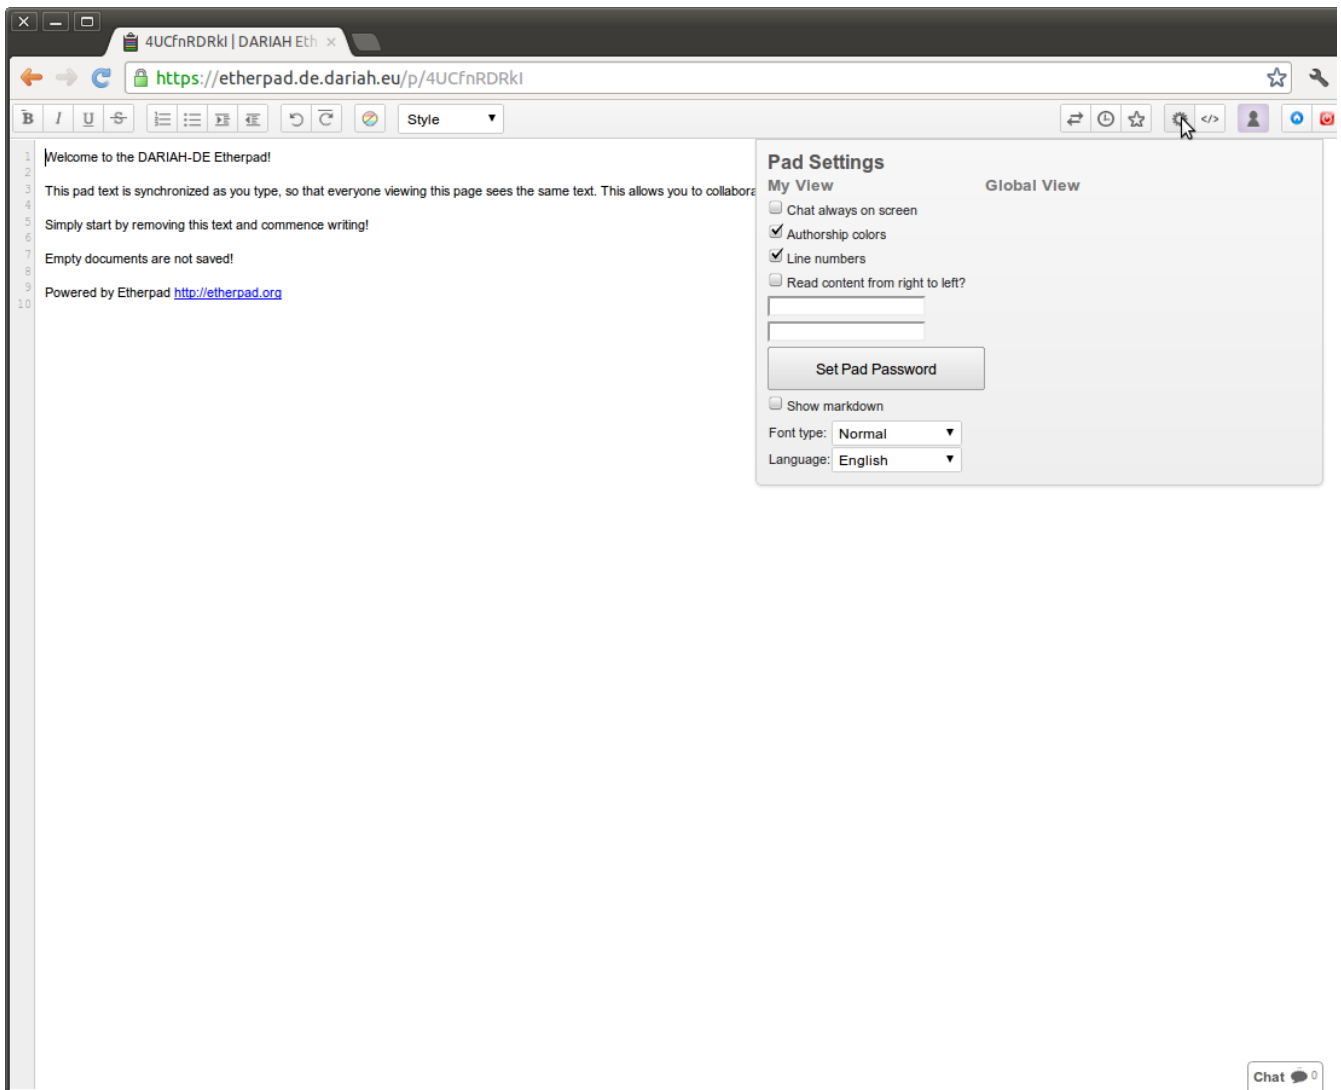 4UCfnRDRkI | DARIAH Eth
https://etherpad.de.dariah.eu/p/4UCfnRDRkI
B I U S Style </>
1 Welcome to the DARIAH-DE Etherpad!
2
3 This pad text is synchronized as you type, so that everyone viewing this page sees the same text. This allows you to
4
5 Simply start by removing this text and commence writing!
6
7 Empty documents are not saved!
8
9 Powered by Etherpad http://etherpad.org
10
Pad Settings
My View Global View
Chat always on screen
Authorship colors
Line numbers
Read content from right to left?
Set Pad Password
Show markdown
Font type: Normal
Language: English
Chat 0